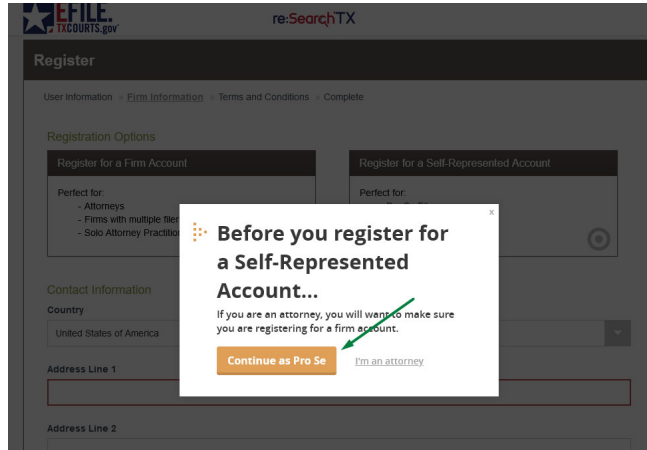 EFILE.
TXCOURTS.gov
re:SearchTX
Register
User Information » Firm Information » Terms and Conditions » Complete
Registration Options
Register for a Firm Account
Register for a Self-Represented Account
Perfect for:
- Attorneys
- Firms with multiple filer
- Solo Attorney Practition
Perfect for:
x
Before you register for
a Self-Represented
Account...
If you are an attorney, you will want to make sure
you are registering for a firm account.
Continue as Pro Se
I'm an attorney
Contact Information
Country
United States of America
Address Line 1
Address Line 2